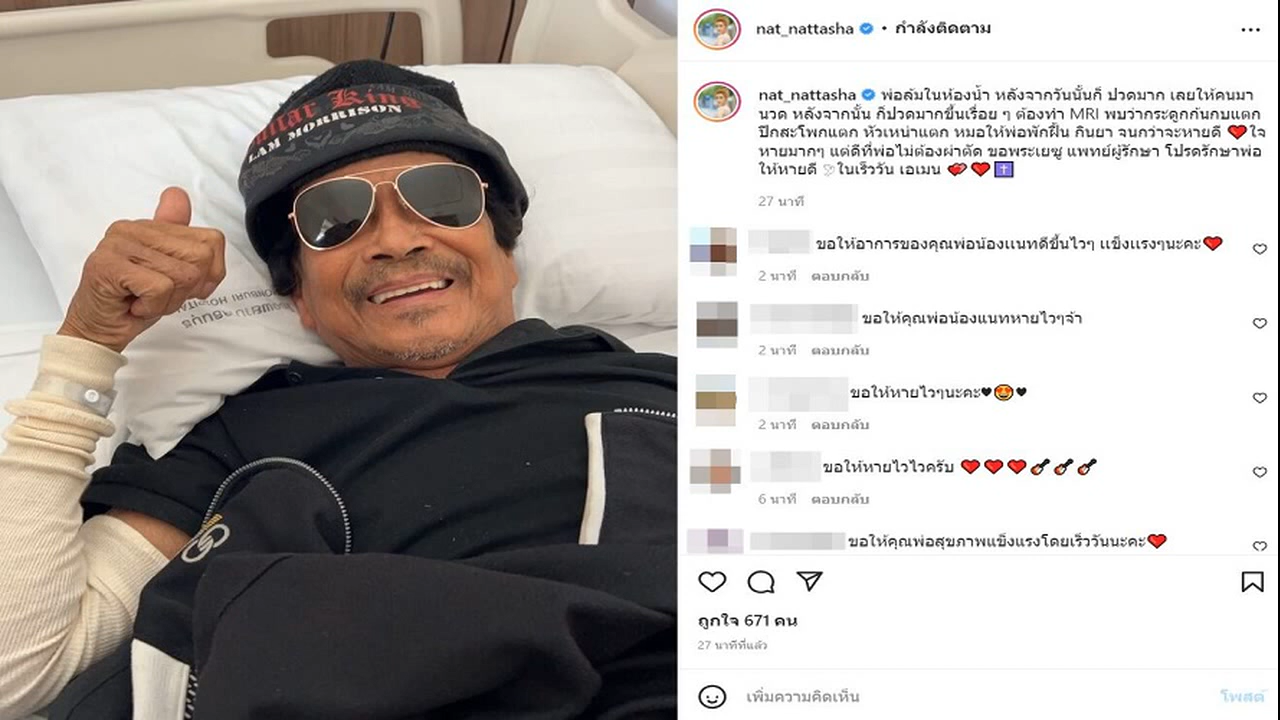 Guitar King
LAM MORRISON
nat_nattasha • กำลังติดตาม
nat_nattasha พ่อล้มในห้องน้ำ หลังจากวันนั้นก็ ปวดมาก เลยให้คนมา
นวด หลังจากนั้น ก็ปวดมากขึ้นเรื่อย ๆ ต้องทำ MRI พบว่ากระดูกก้นกบแตก
ปีกสะโพกแตก หัวเหน่าแตก หมอให้พ่อพักฟื้น กินยา จนกว่าจะหายดี ❤️ใจ
หายมากๆ แต่ดีที่พ่อไม่ต้องผ่าตัด ขอพระเยซู แพทย์ผู้รักษา โปรดรักษาพ่อ
ให้หายดี 🕊ในเร็ววัน เอเมน 💕❤️✝️
27 นาที
ขอให้อาการของคุณพ่อน้องแนทดีขึ้นไวๆ แข็งแรงๆนะคะ❤️
2 นาที ตอบกลับ
ขอให้คุณพ่อน้องแนทหายไวๆจ้า
2 นาที ตอบกลับ
ขอให้หายไวๆนะคะ♥😍♥
2 นาที ตอบกลับ
ขอให้หายไวไวครับ ❤️❤️❤️🎸🎸🎸
6 นาที ตอบกลับ
ขอให้คุณพ่อสุขภาพแข็งแรงโดยเร็ววันนะคะ❤️
ถูกใจ 671 คน
27 นาทีที่แล้ว
เพิ่มความคิดเห็น
โพสต์